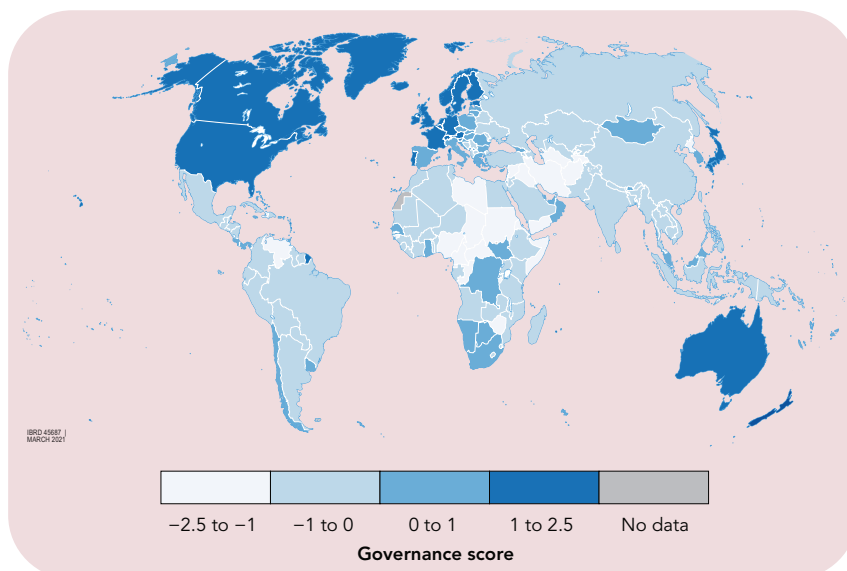 IBRD 45687 |
MARCH 2021
−2.5 to −1
−1 to 0
0 to 1
1 to 2.5
No data
Governance score